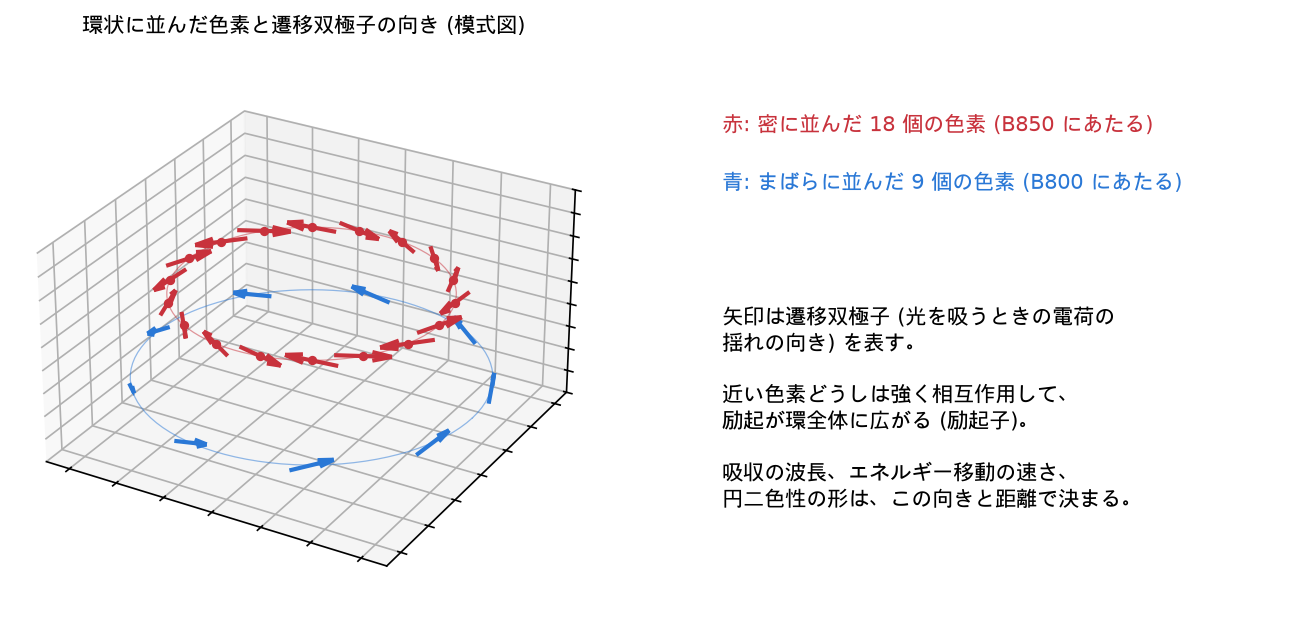 環状に並んだ色素と遷移双極子の向き (模式図)
赤: 密に並んだ 18 個の色素 (B850 にあたる)
青: まばらに並んだ 9 個の色素 (B800 にあたる)
矢印は遷移双極子 (光を吸うときの電荷の
揺れの向き) を表す。
近い色素どうしは強く相互作用して、
励起が環全体に広がる (励起子)。
吸収の波長、エネルギー移動の速さ、
円二色性の形は、この向きと距離で決まる。